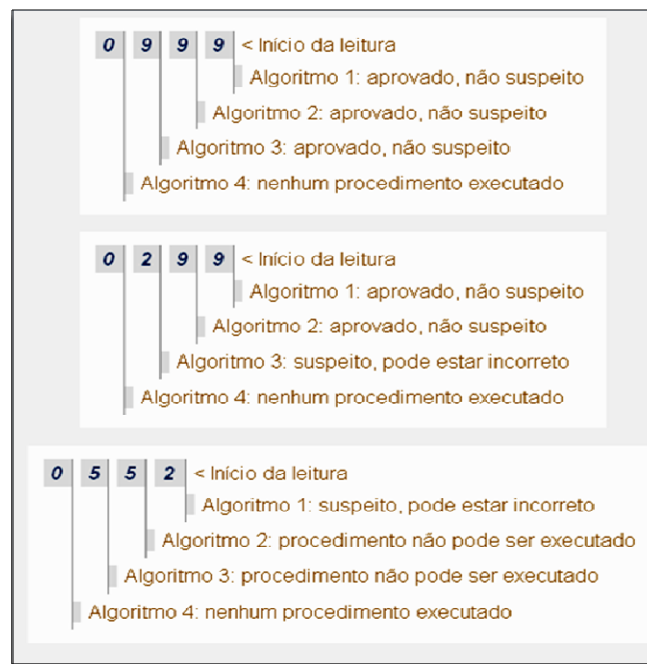 0 9 9 9 < Início da leitura
Algoritmo 1: aprovado, não suspeito
Algoritmo 2: aprovado, não suspeito
Algoritmo 3: aprovado, não suspeito
Algoritmo 4: nenhum procedimento executado
0 2 9 9 < Início da leitura
Algoritmo 1: aprovado, não suspeito
Algoritmo 2: aprovado, não suspeito
Algoritmo 3: suspeito, pode estar incorreto
Algoritmo 4: nenhum procedimento executado
0 5 5 2 < Início da leitura
Algoritmo 1: suspeito, pode estar incorreto
Algoritmo 2: procedimento não pode ser executado
Algoritmo 3: procedimento não pode ser executado
Algoritmo 4: nenhum procedimento executado